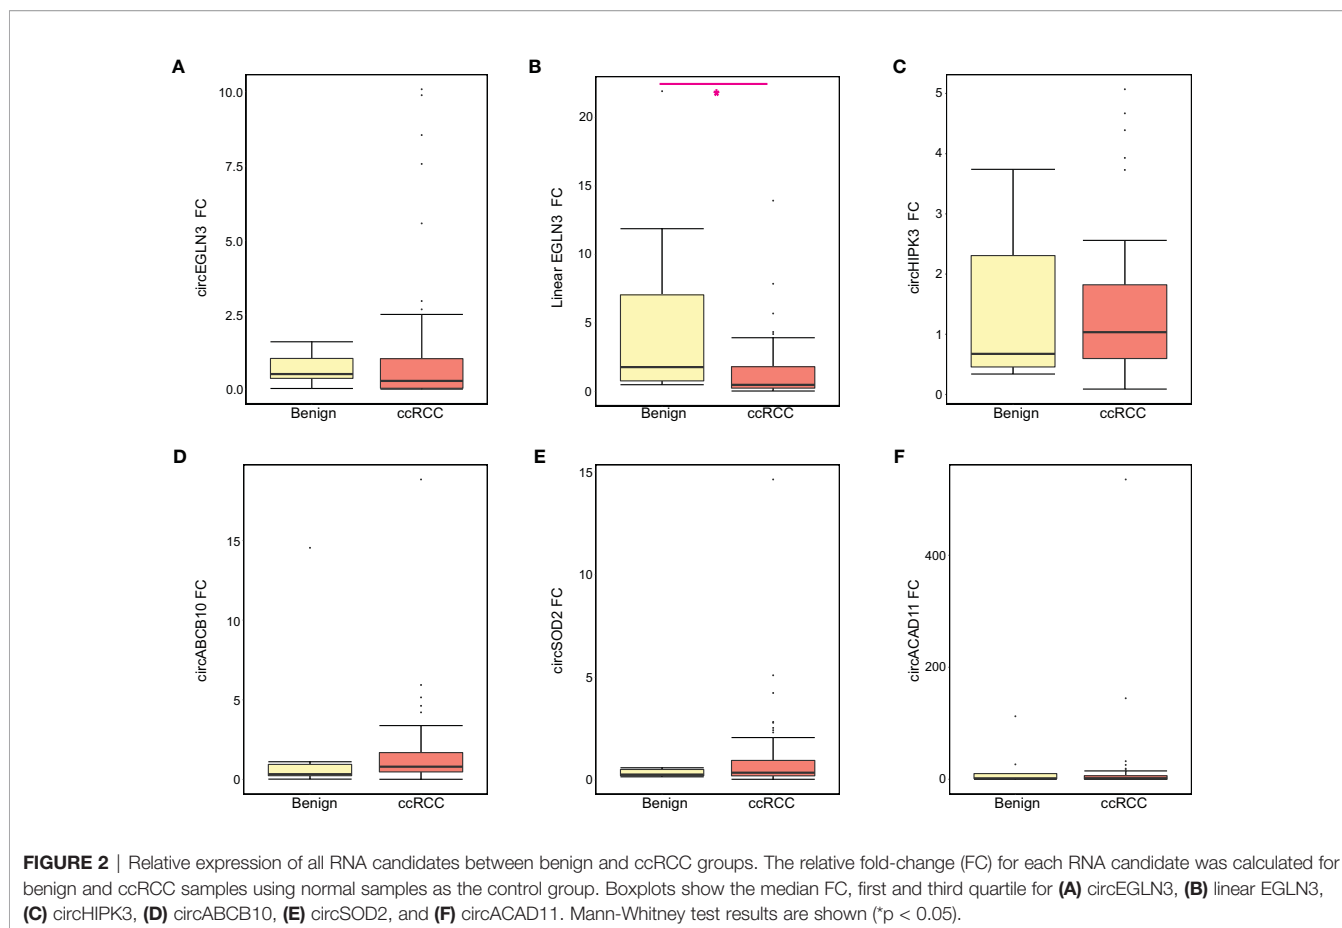 A
B
C
circEGLN3 FC
10.0
7.5
5.0
2.5
0.0
Benign
ccRCC
Linear EGLN3 FC
20
15
10
5
0
*
Benign
ccRCC
circHIPK3 FC
5
4
3
2
1
0
Benign
ccRCC
D
E
F
circABCB10 FC
15
10
5
0
Benign
ccRCC
circSOD2 FC
15
10
5
0
Benign
ccRCC
circACAD11 FC
400
200
0
Benign
ccRCC
FIGURE 2 | Relative expression of all RNA candidates between benign and ccRCC groups. The relative fold-change (FC) for each RNA candidate was calculated for
benign and ccRCC samples using normal samples as the control group. Boxplots show the median FC, first and third quartile for (A) circEGLN3, (B) linear EGLN3,
(C) circHIPK3, (D) circABCB10, (E) circSOD2, and (F) circACAD11. Mann-Whitney test results are shown (*p < 0.05).